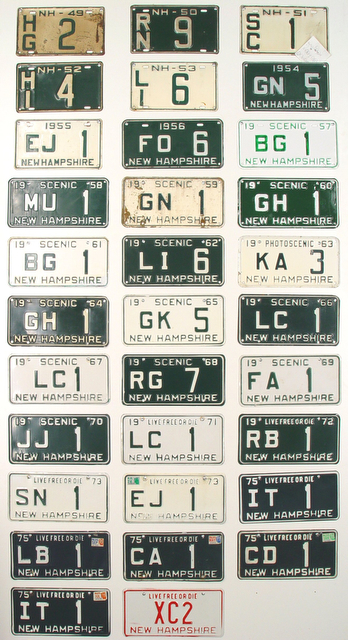 NH-49
HG 2
NH-50
RN 9
NH-51
SC 1
NH-52
HI 4
NH-53
LI 6
1954
GN 5
1955
EJ 1
NEW HAMPSHIRE
1956
FO 6
NEW HAMPSHIRE
SCENIC 57
BG 1
NEW HAMPSHIRE
19 SCENIC 58
MU 1
NEW HAMPSHIRE
19 SCENIC 59
GN 1
NEW HAMPSHIRE
19 SCENIC 60
GH 1
NEW HAMPSHIRE
19 SCENIC 61
BG 1
NEW HAMPSHIRE
19 SCENIC 62
LI 6
NEW HAMPSHIRE
19 PHOTOSCENIC 63
KA 3
NEW HAMPSHIRE
19 SCENIC 64
GH 1
NEW HAMPSHIRE
19 SCENIC 65
GK 5
NEW HAMPSHIRE
19 SCENIC 66
LC 1
NEW HAMPSHIRE
19 SCENIC 67
LC1
NEW HAMPSHIRE
19 SCENIC 68
RG 7
NEW HAMPSHIRE
19 SCENIC 69
FA 1
NEW HAMPSHIRE
19 SCENIC 70
JJ 1
NEW HAMPSHIRE
19 LIVE FREE OR DIE 71
LC 1
NEW HAMPSHIRE
19 LIVE FREE OR DIE 72
RB 1
NEW HAMPSHIRE
LIVE FREE OR DIE 73
SN 1
NEW HAMPSHIRE
LIVE FREE OR DIE 73
EJ 1
NEW HAMPSHIRE
75 LIVE FREE OR DIE
IT 1
NEW HAMPSHIRE
75 LIVE FREE OR DIE
LB 1
NEW HAMPSHIRE
75 LIVE FREE OR DIE
CA 1
NEW HAMPSHIRE
75 LIVE FREE OR DIE
CD 1
NEW HAMPSHIRE
75 LIVE FREE OR DIE
IT 1
NEW HAMPSHIRE
LIVE FREE OR DIE
XC2
NEW HAMPSHIRE